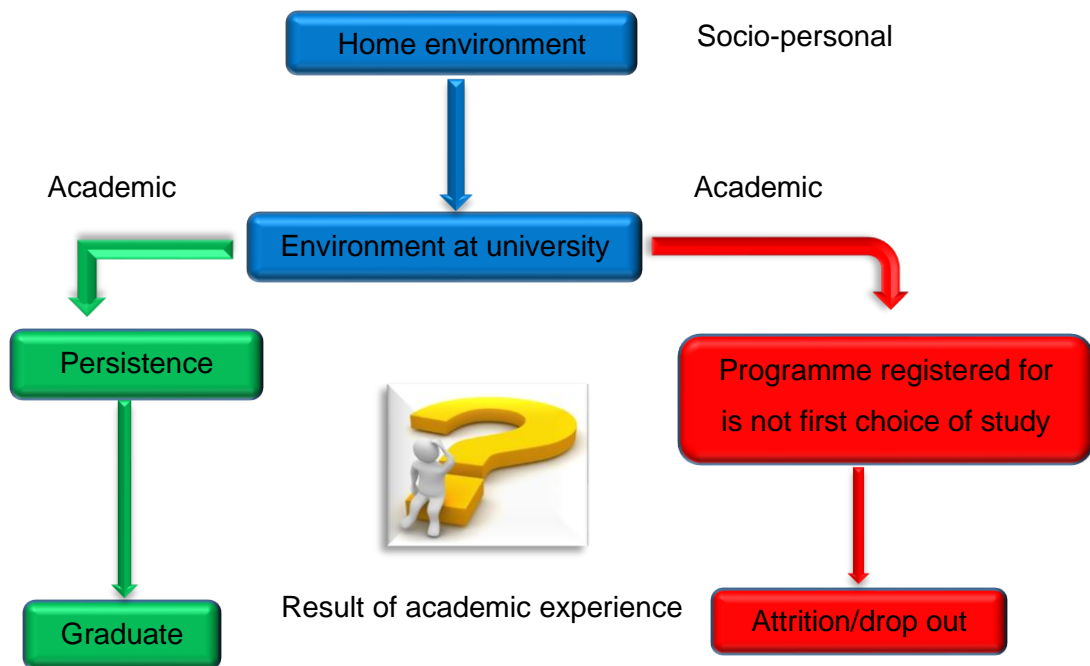 Home environment
Socio-personal
Academic
Academic
Environment at university
Persistence
Programme registered for
is not first choice of study
Result of academic experience
Graduate
Attrition/drop out